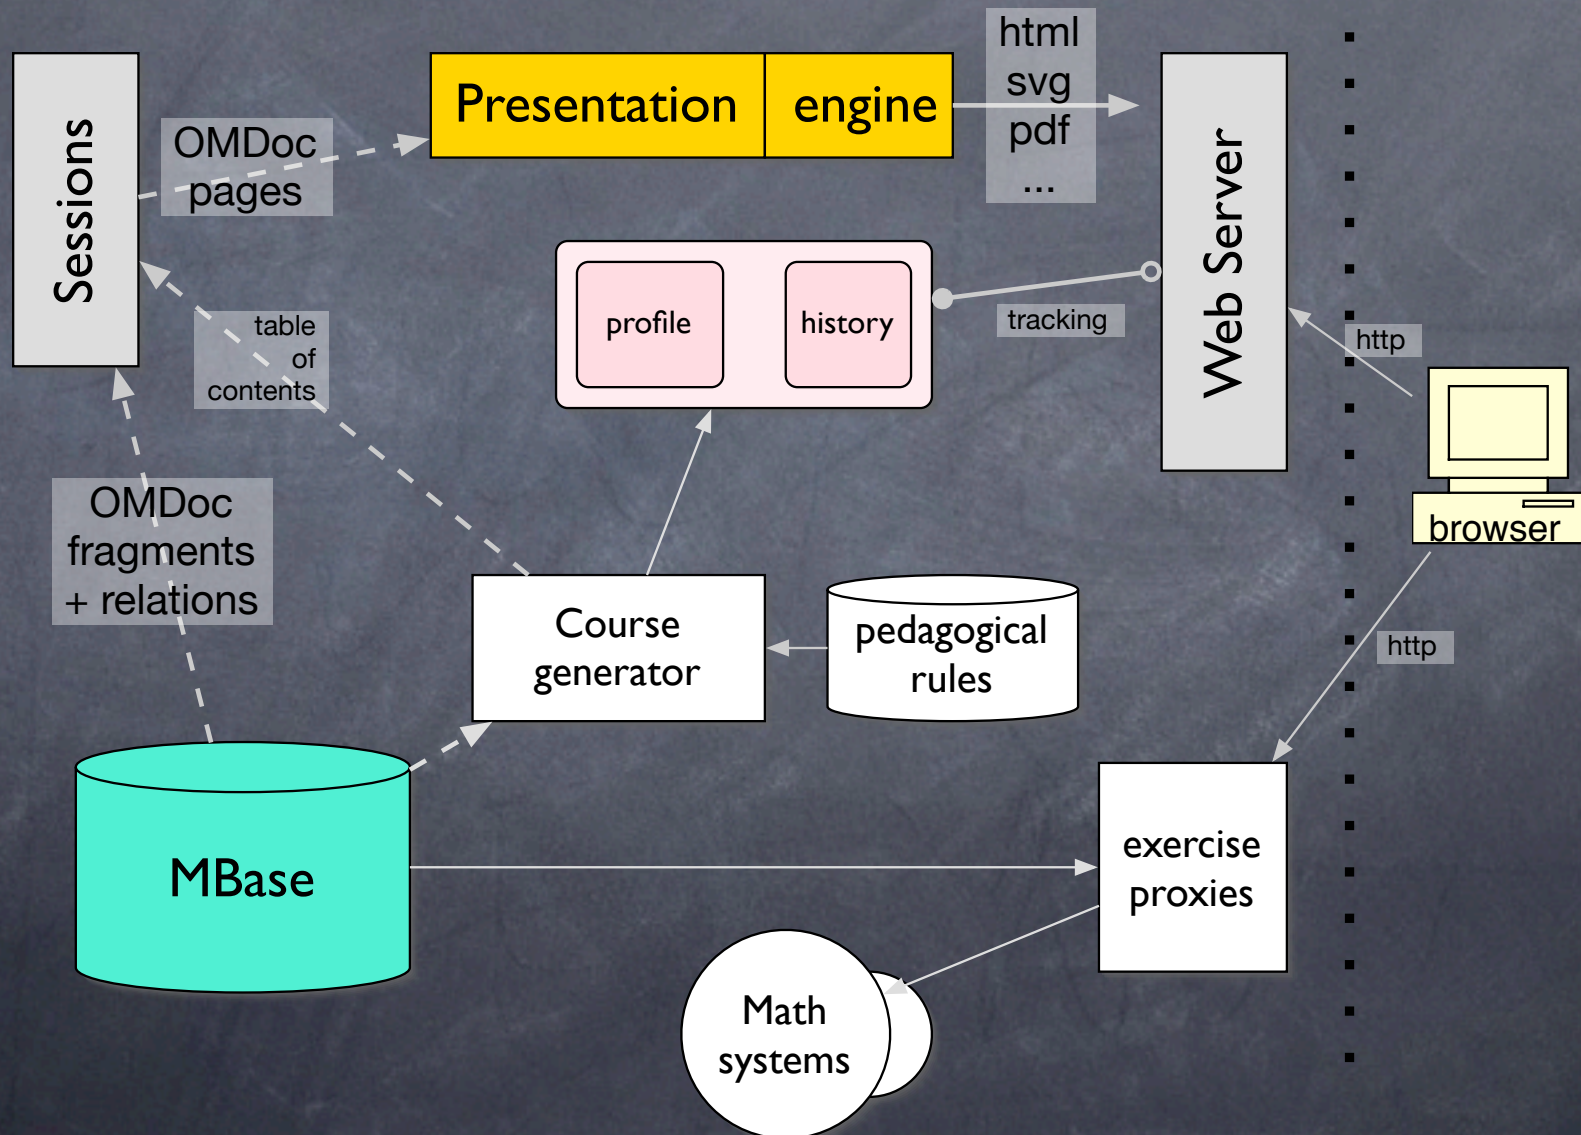 html
svg
pdf
...
Presentation engine
OMDoc
pages
Sessions
Web Server
profile
history
tracking
table
of
contents
http
OMDoc
fragments
+ relations
browser
Course
generator
pedagogical
rules
http
MBase
exercise
proxies
Math
systems